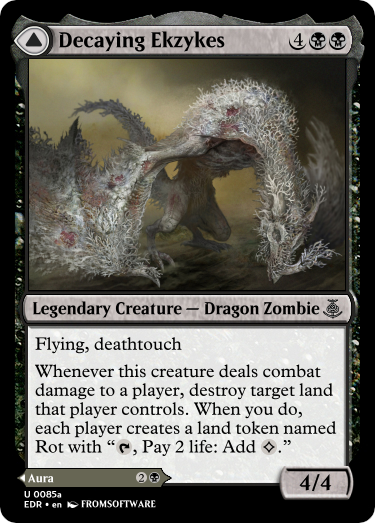 Decaying Ekzykes 4
Legendary Creature — Dragon Zombie
Flying, deathtouch
Whenever this creature deals combat
damage to a player, destroy target land
that player controls. When you do,
each player creates a land token named
Rot with “, Pay 2 life: Add .”
Aura 2
4/4
U 0085a
EDR • en FROMSOFTWARE